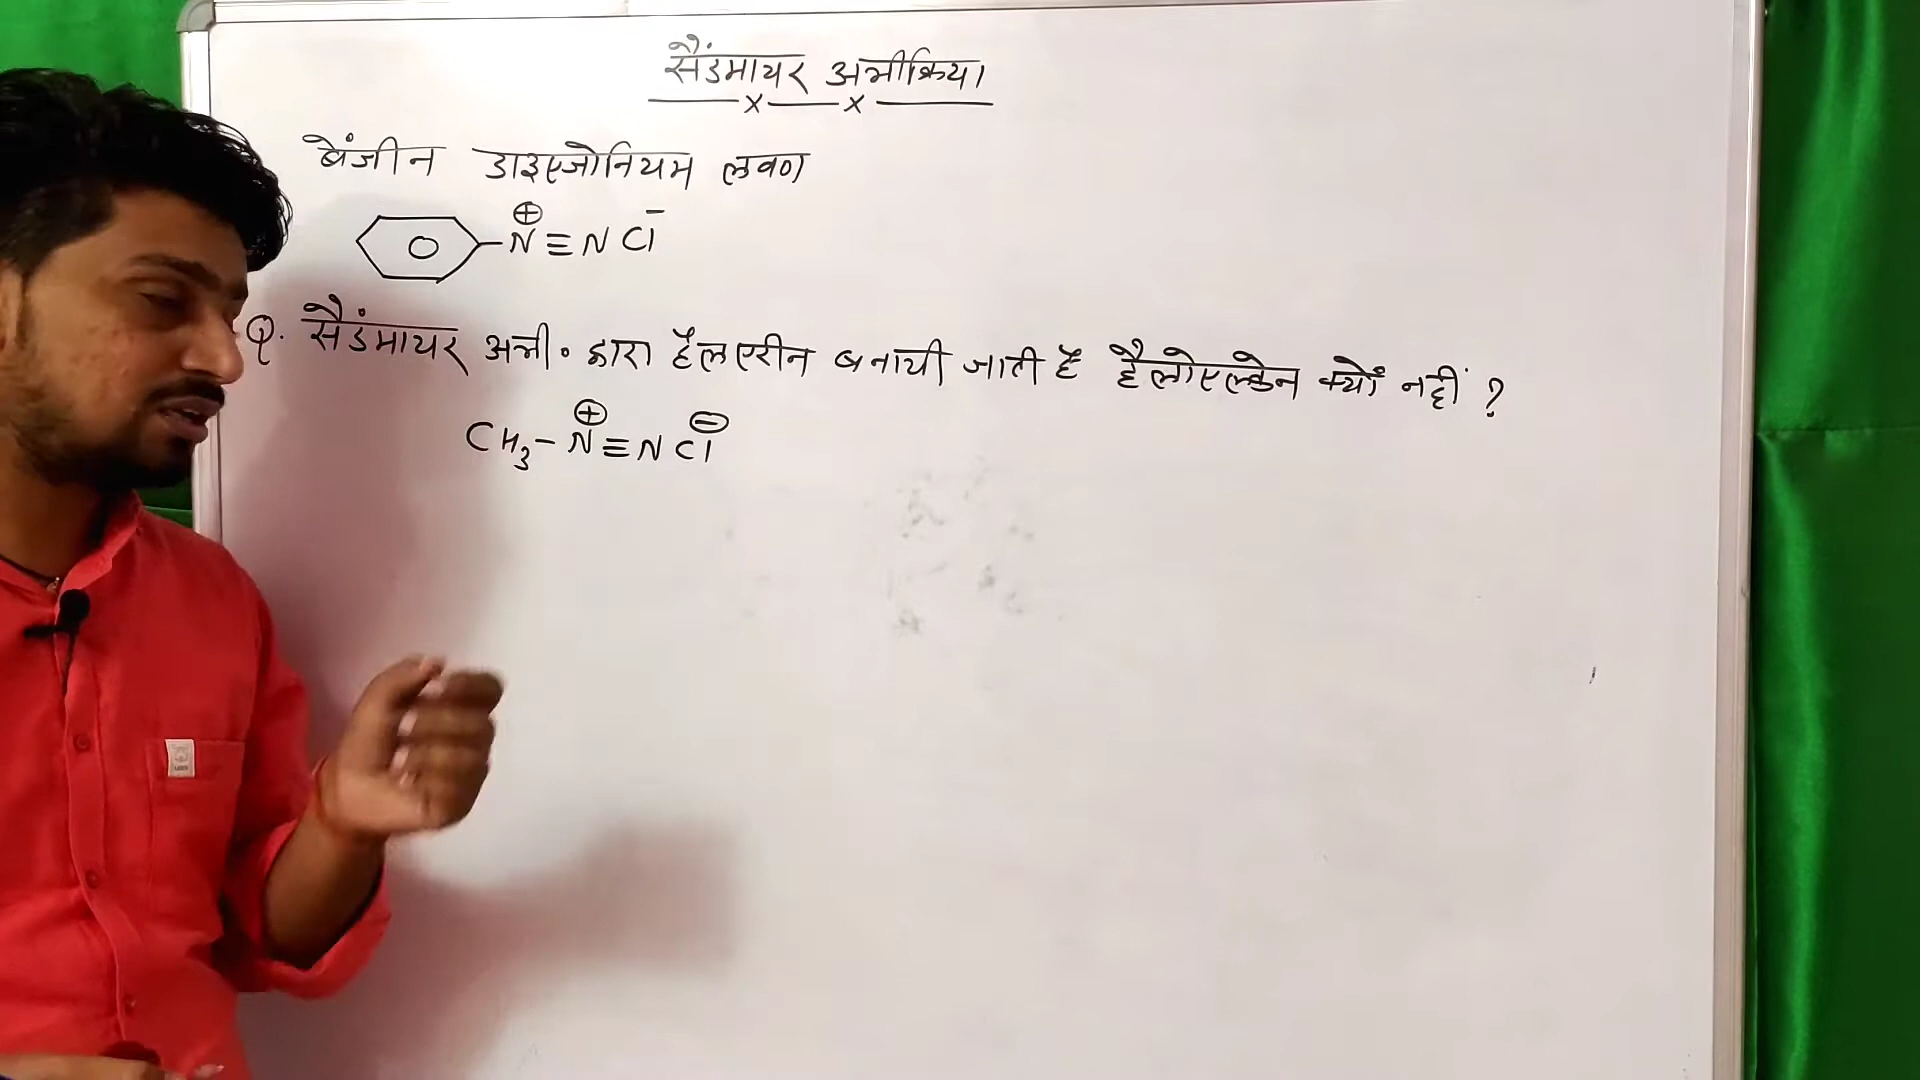 सैंडमायर अभीक्रिया
बेंजीन डाइएजोनियम लवण
N⊕≡N Cl⁻
Q. सैंडमायर अभी० द्वारा हैलएरीन बनायी जाती है हैलोएल्केन क्यों नहीं ?
CH₃-N⊕≡N Cl⊖